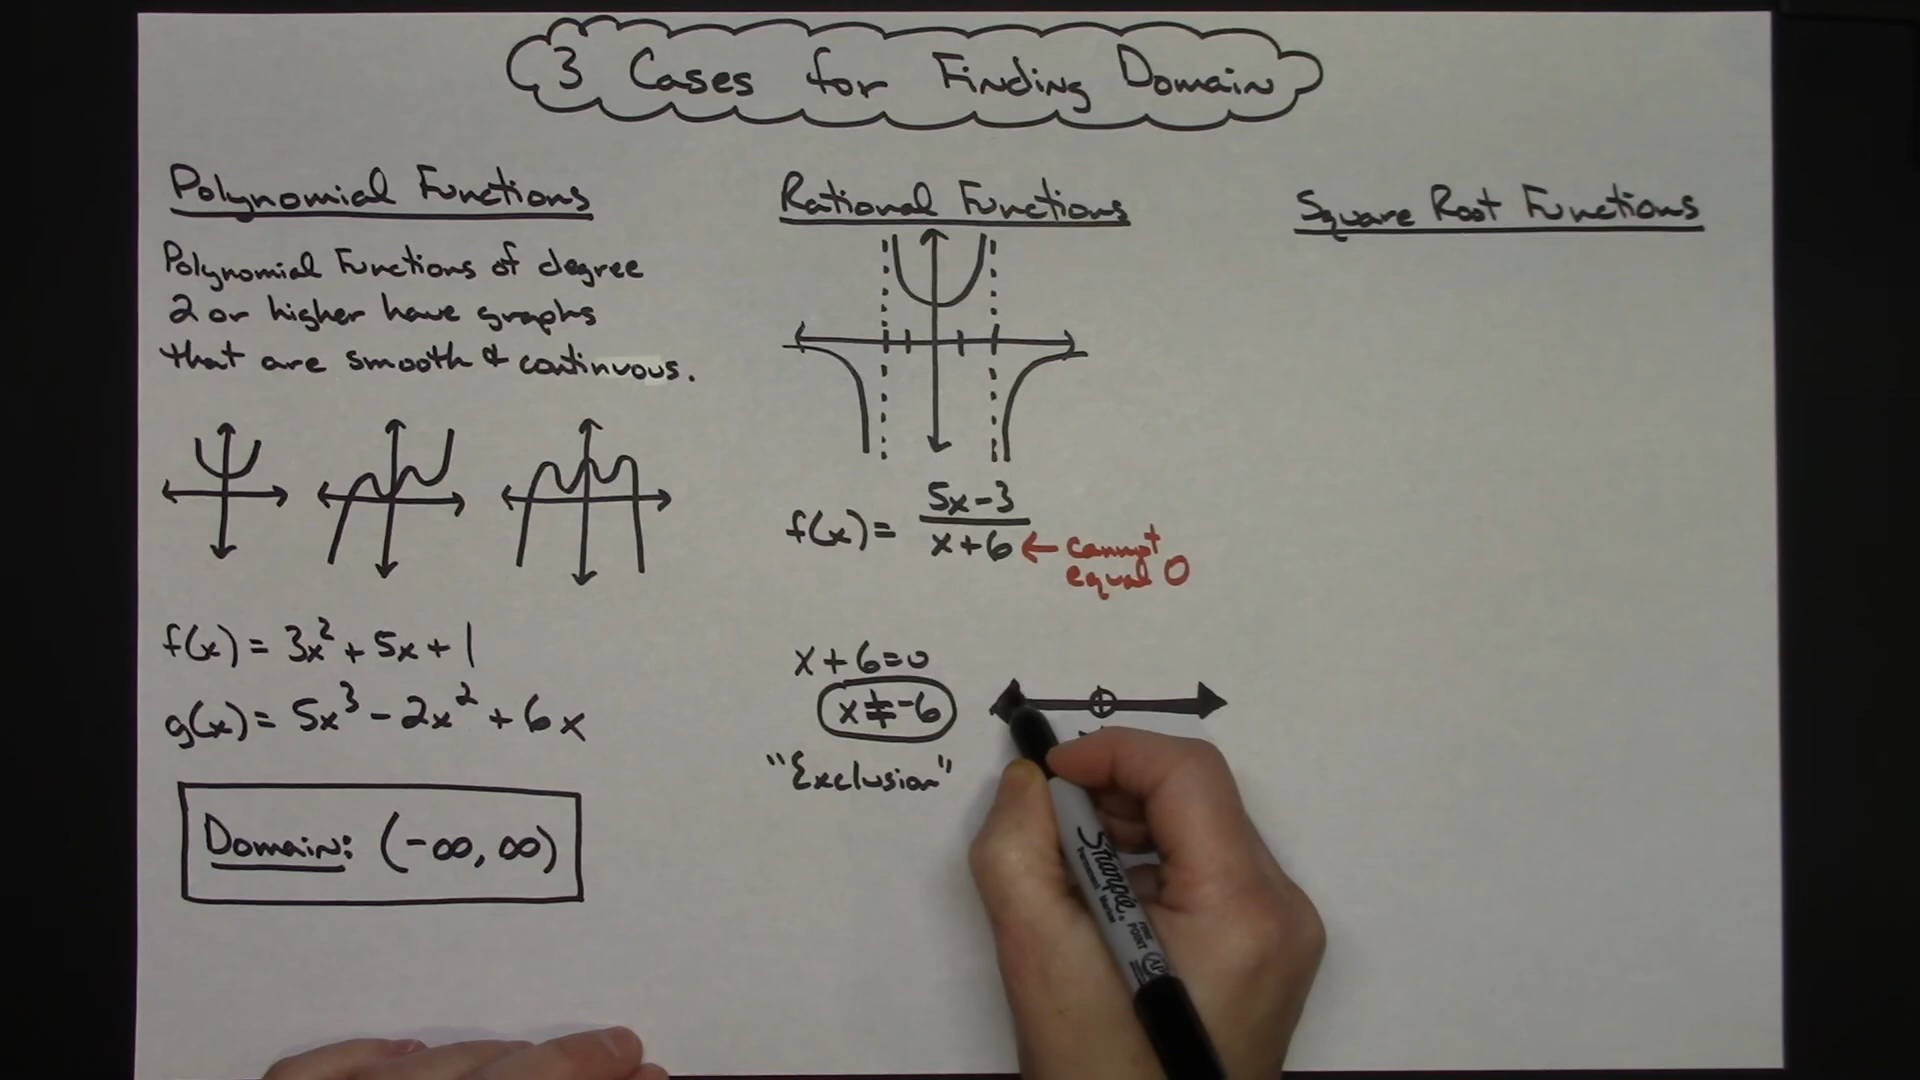 3 Cases for Finding Domain
Polynomial Functions
Polynomial Functions of degree
2 or higher have graphs
that are smooth & continuous.
f(x) = 3x² + 5x + 1
g(x) = 5x³ - 2x² + 6x
Domain: (-∞, ∞)
Rational Functions
f(x) = (5x-3)/(x+6) ← cannot
equal 0
x+6=0
x≠-6
"Exclusion"
Square Root Functions
Sharpie.
FINE
POINT